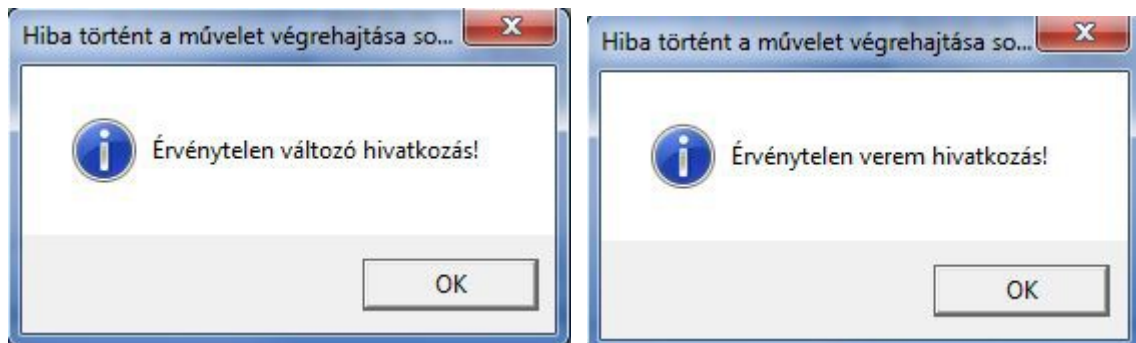 Hiba történt a művelet végrehajtása so...
Érvénytelen változó hivatkozás!
OK
Hiba történt a művelet végrehajtása so...
Érvénytelen verem hivatkozás!
OK